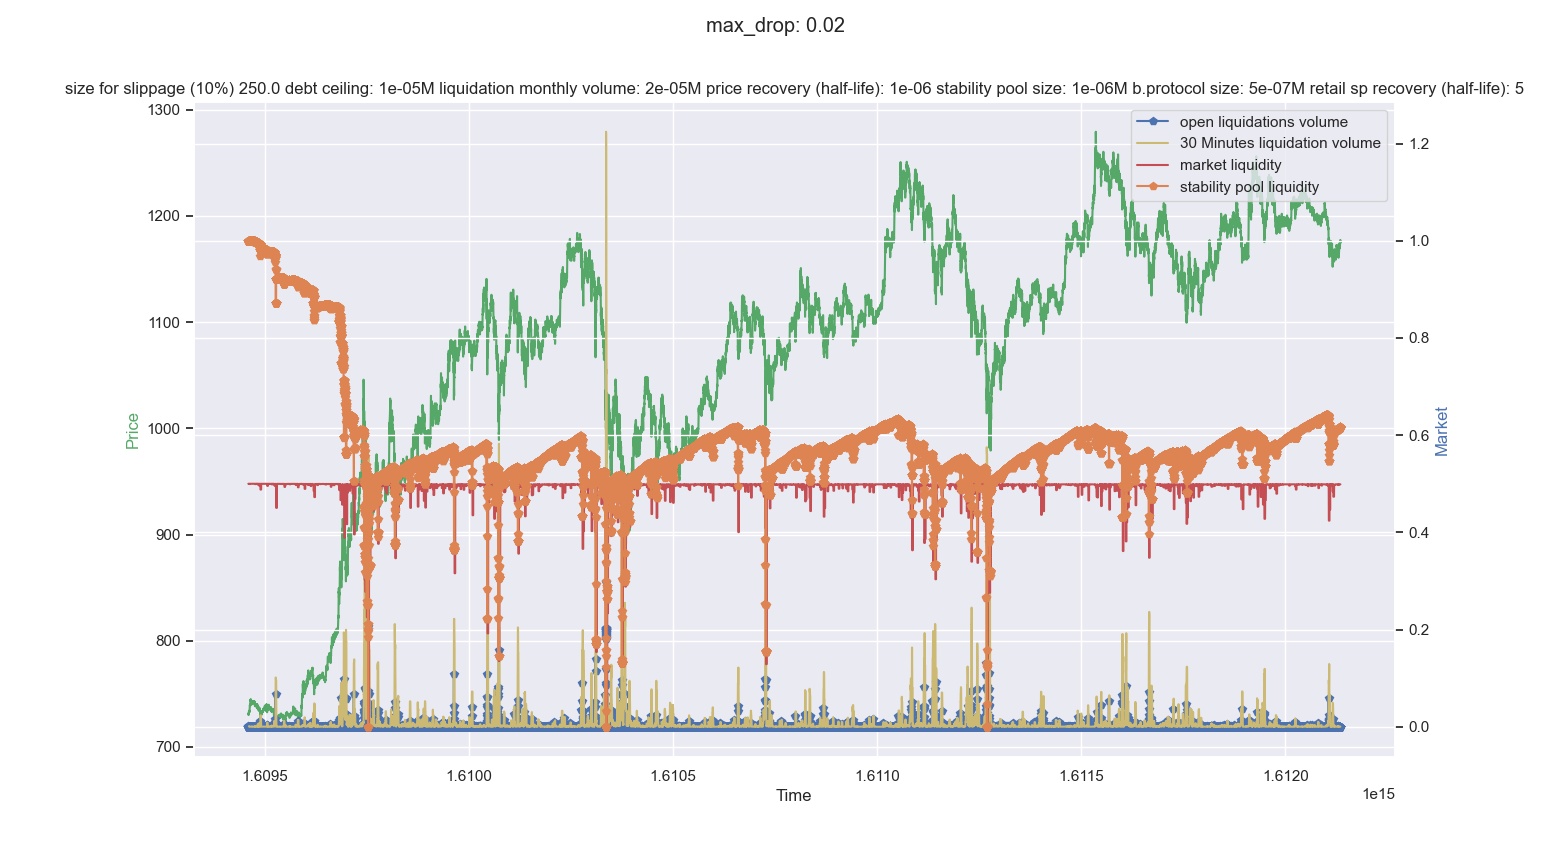 max_drop: 0.02
size for slippage (10%) 250.0 debt ceiling: 1e-05M liquidation monthly volume: 2e-05M price recovery (half-life): 1e-06 stability pool size: 1e-06M b.protocol size: 5e-07M retail sp recovery (half-life): 5
1300
1200
1100
1000
900
800
700
Price
open liquidations volume
30 Minutes liquidation volume
market liquidity
stability pool liquidity
1.2
1.0
0.8
0.6
0.4
0.2
0.0
Market
1.6095
1.6100
1.6105
1.6110
1.6115
1.6120
1e15
Time